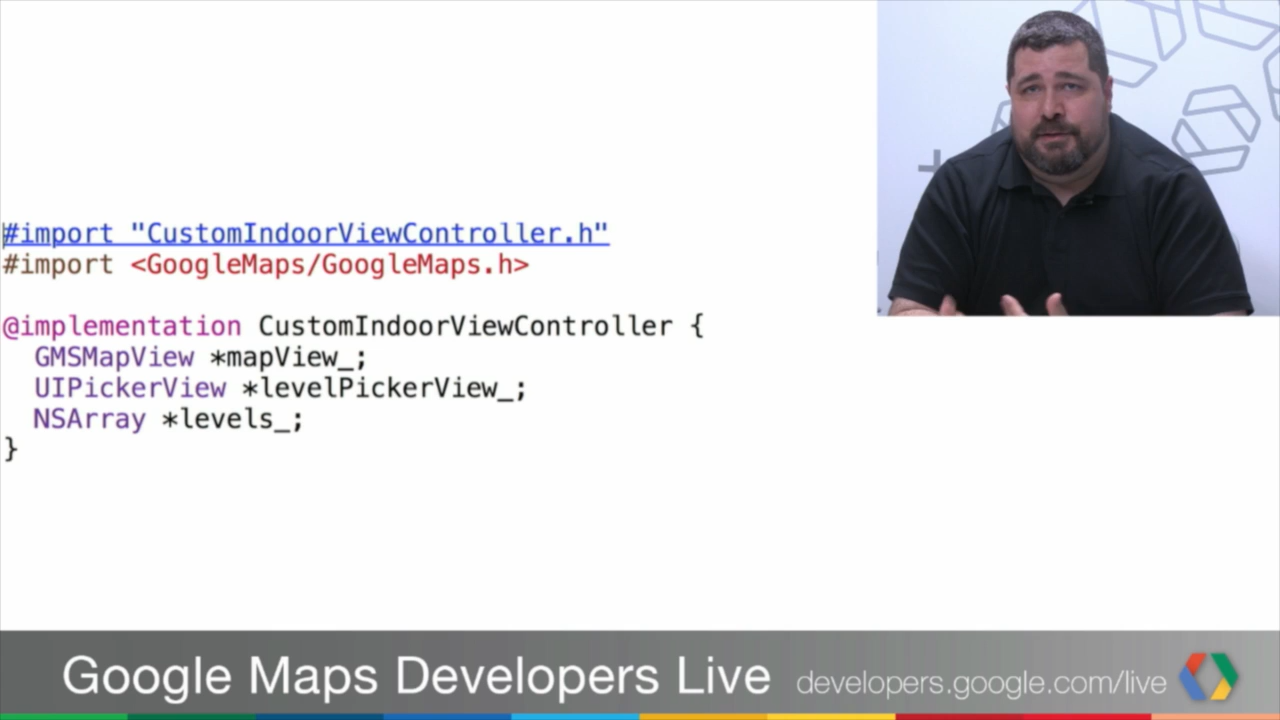 #import "CustomIndoorViewController.h"
#import <GoogleMaps/GoogleMaps.h>
@implementation CustomIndoorViewController {
GMSMapView *mapView_;
UIPickerView *levelPickerView_;
NSArray *levels_;
}
Google Maps Developers Live
developers.google.com/live